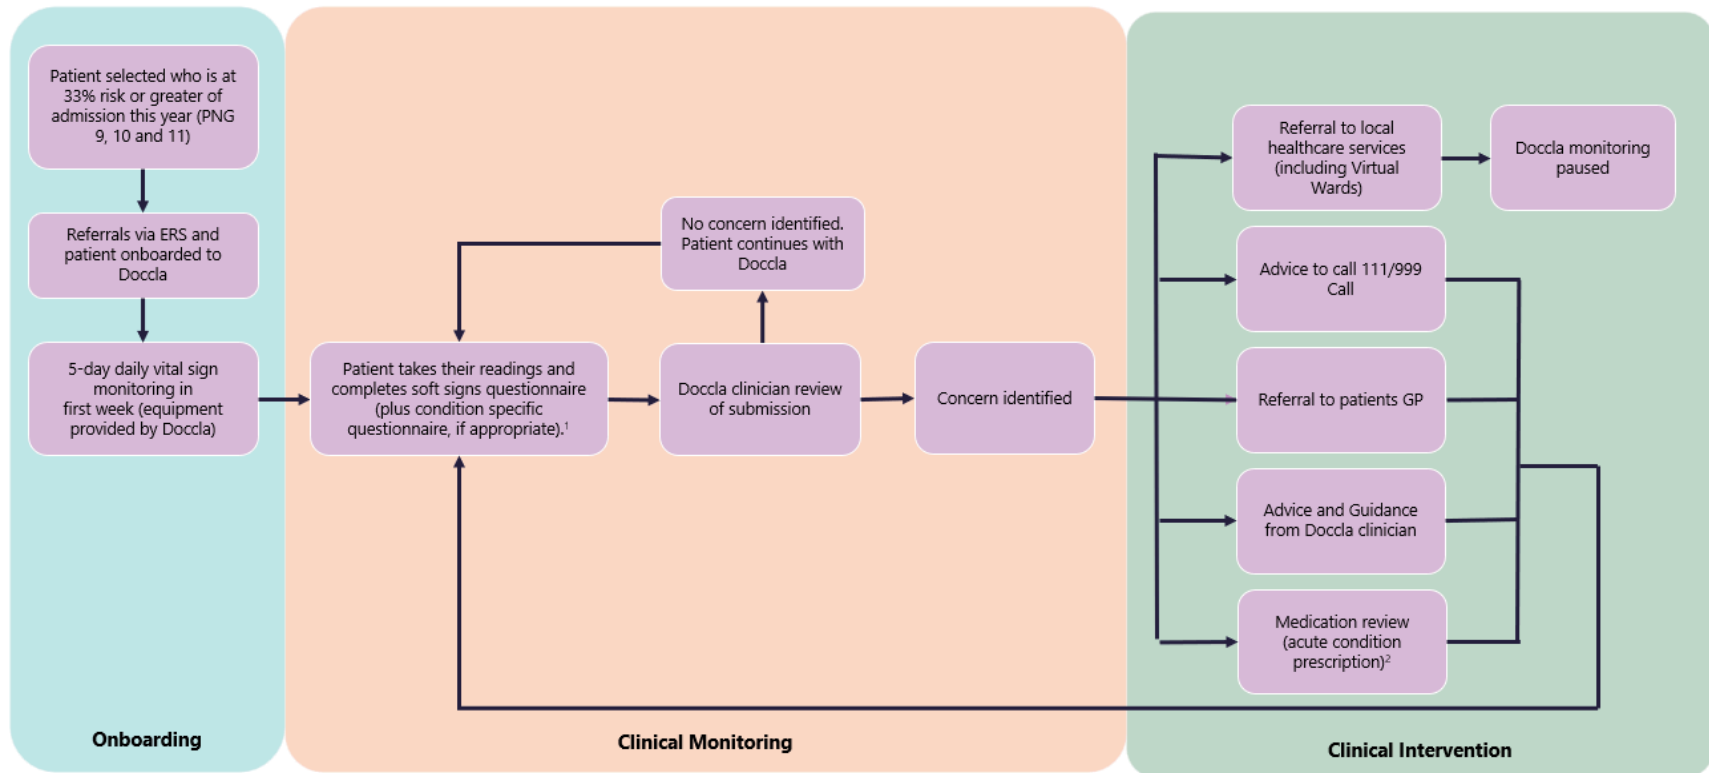 Patient selected who is at
33% risk or greater of
admission this year (PNG
9, 10 and 11)
Referrals via ERS and
patient onboarded to
Doccla
5-day daily vital sign
monitoring in
first week (equipment
provided by Doccla)
Onboarding
No concern identified.
Patient continues with
Doccla
Patient takes their readings and
completes soft signs questionnaire
(plus condition specific
questionnaire, if appropriate).¹
Doccla clinician review
of submission
Concern identified
Clinical Monitoring
Referral to local
healthcare services
(including Virtual
Wards)
Doccla monitoring
paused
Advice to call 111/999
Call
Referral to patients GP
Advice and Guidance
from Doccla clinician
Medication review
(acute condition
prescription)²
Clinical Intervention